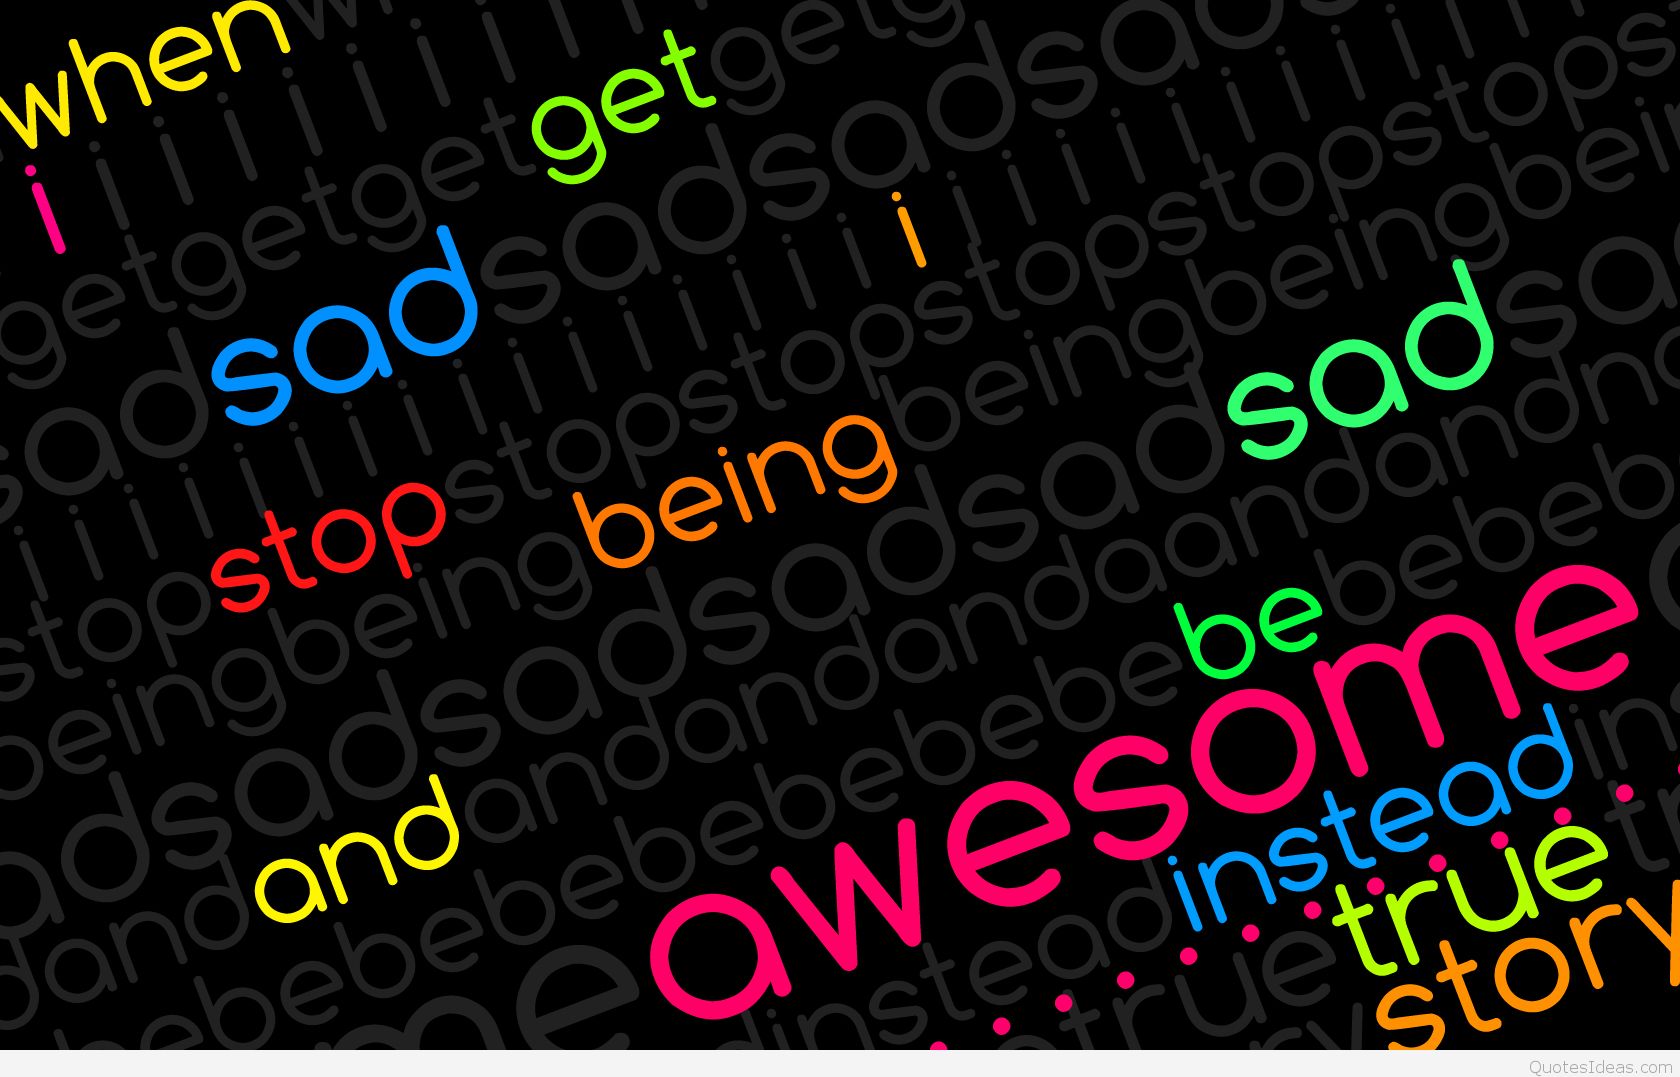 when
i
get
sad
i
stop
being
sad
and
be
awesome
instead
true
story
QuotesIdeas.com